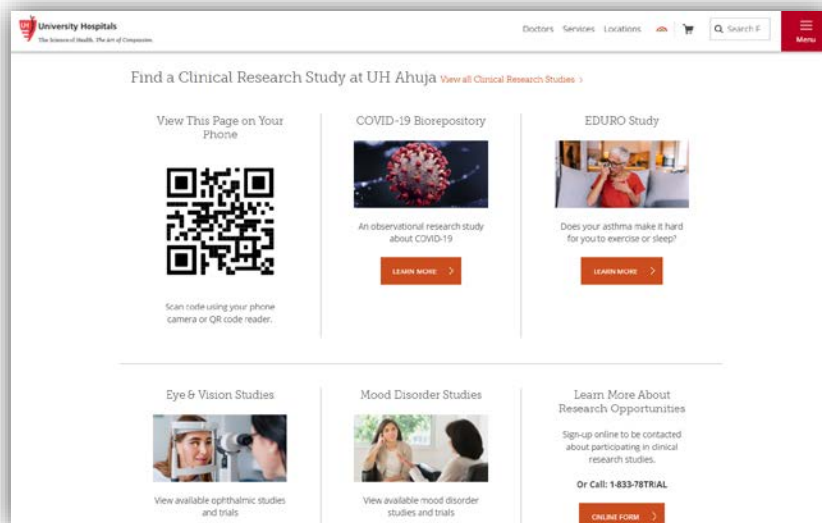 UH University Hospitals
The Science of Health. The Art of Compassion.
Doctors Services Locations
Search F
Menu
Find a Clinical Research Study at UH Ahuja View all Clinical Research Studies >
View This Page on Your
Phone
Scan code using your phone
camera or QR code reader.
COVID-19 Biorepository
An observational research study
about COVID-19
LEARN MORE >
EDURO Study
Does your asthma make it hard
for you to exercise or sleep?
LEARN MORE >
Eye & Vision Studies
View available ophthalmic studies
and trials
Mood Disorder Studies
View available mood disorder
studies and trials
Learn More About
Research Opportunities
Sign-up online to be contacted
about participating in clinical
research studies.
Or Call: 1-833-78TRIAL
ONLINE FORM >